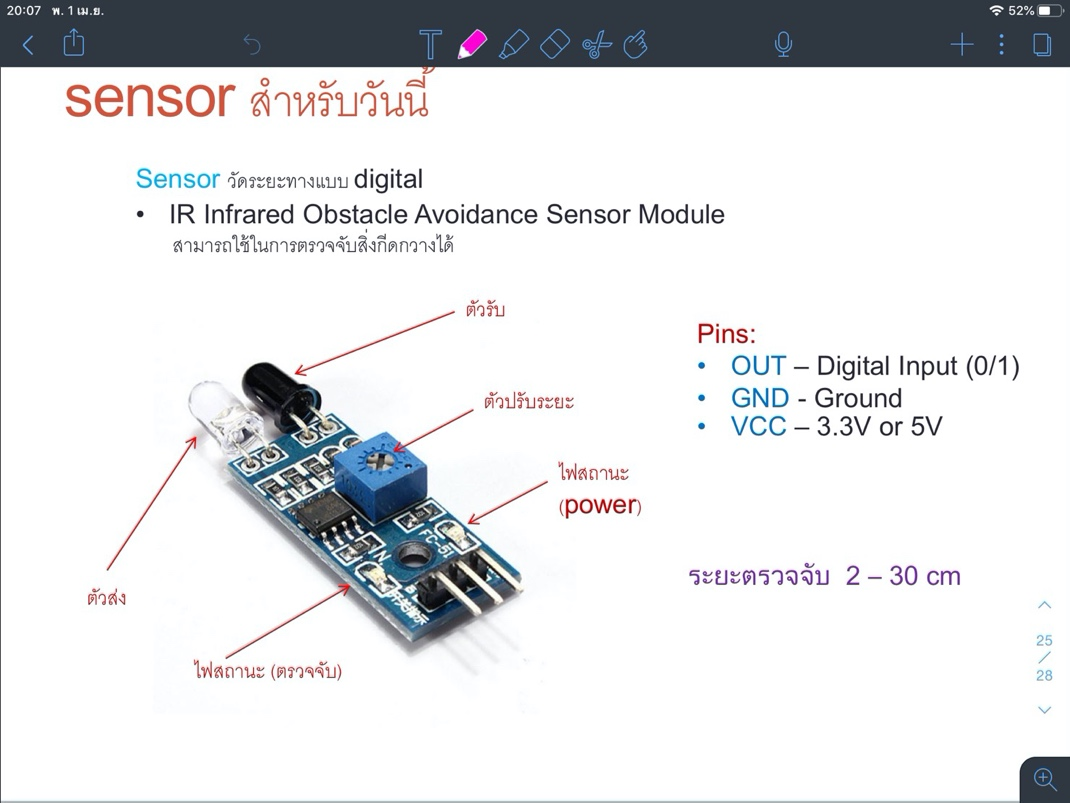 20:07 พ. 1 เม.ย.
52%
sensor สำหรับวันนี้
Sensor วัดระยะทางแบบ digital
• IR Infrared Obstacle Avoidance Sensor Module
สามารถใช้ในการตรวจจับสิ่งกีดกวางได้
ตัวรับ
ตัวปรับระยะ
ไฟสถานะ
(power)
ตัวส่ง
ไฟสถานะ (ตรวจจับ)
Pins:
• OUT – Digital Input (0/1)
• GND - Ground
• VCC – 3.3V or 5V
ระยะตรวจจับ 2 – 30 cm
FC-51
25
/
28